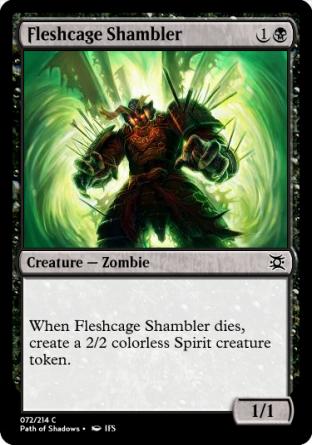 Fleshcage Shambler 1
Creature — Zombie
When Fleshcage Shambler dies,
create a 2/2 colorless Spirit creature
token.
1/1
072/214 C
Path of Shadows • IFS